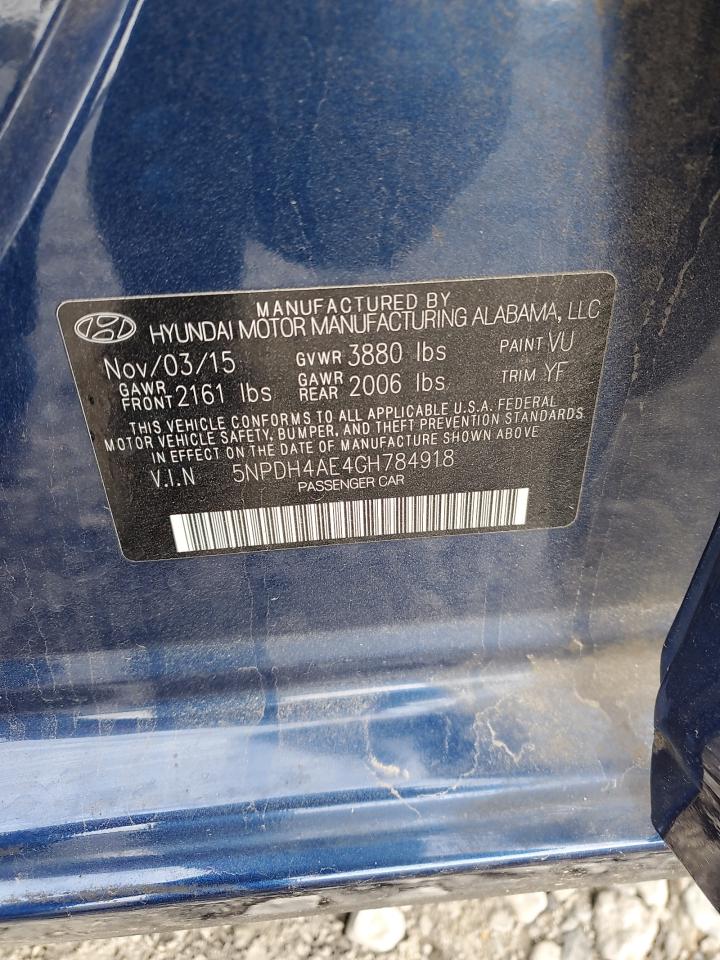 MANUFACTURED BY
HYUNDAI MOTOR MANUFACTURING ALABAMA, LLC
Nov/03/15 GVWR 3880 lbs PAINT VU
GAWR FRONT 2161 lbs GAWR REAR 2006 lbs TRIM YF
THIS VEHICLE CONFORMS TO ALL APPLICABLE U.S.A. FEDERAL
MOTOR VEHICLE SAFETY, BUMPER, AND THEFT PREVENTION STANDARDS
IN EFFECT ON THE DATE OF MANUFACTURE SHOWN ABOVE
V.I.N 5NPDH4AE4GH784918
PASSENGER CAR